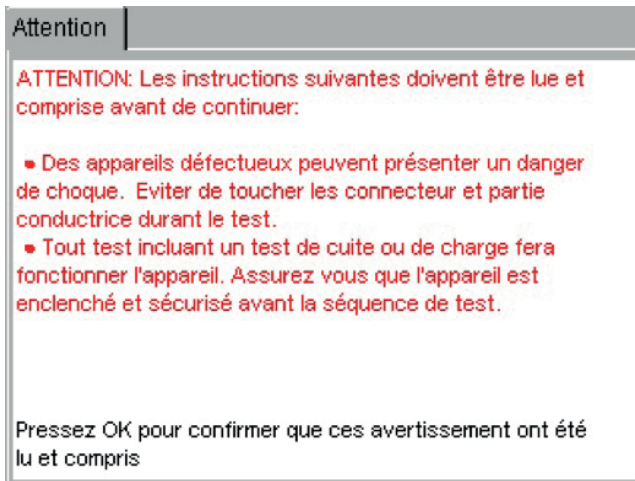 Attention
ATTENTION: Les instructions suivantes doivent être lue et
comprise avant de continuer:
• Des appareils défectueux peuvent présenter un danger
de choque. Eviter de toucher les connecteur et partie
conductrice durant le test.
• Tout test incluant un test de cuite ou de charge fera
fonctionner l'appareil. Assurez vous que l'appareil est
enclenché et sécurisé avant la séquence de test.
Pressez OK pour confirmer que ces avertissement ont été
lu et compris